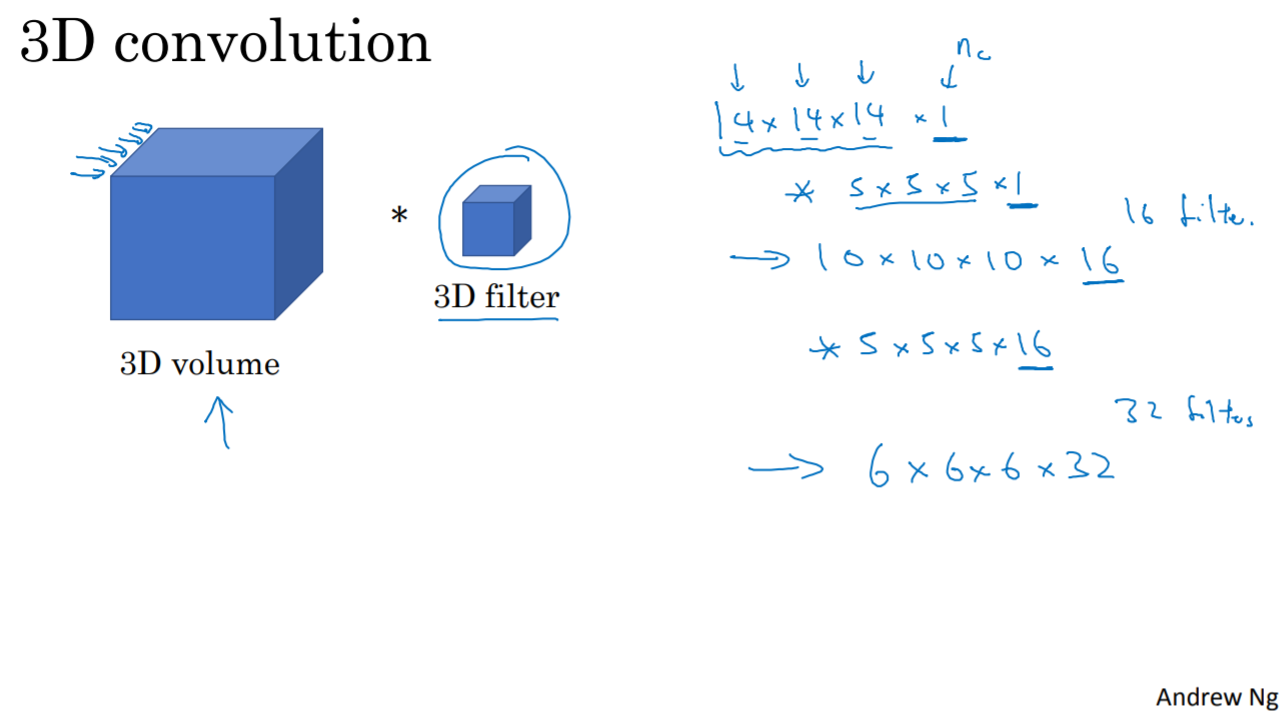 3D convolution
n_c
14 × 14 × 14 × 1
* 5 × 5 × 5 × 1
16 filte.
→ 10 × 10 × 10 × 16
* 5 × 5 × 5 × 16
32 filtes
→ 6 × 6 × 6 × 32
*
3D filter
3D volume
Andrew Ng